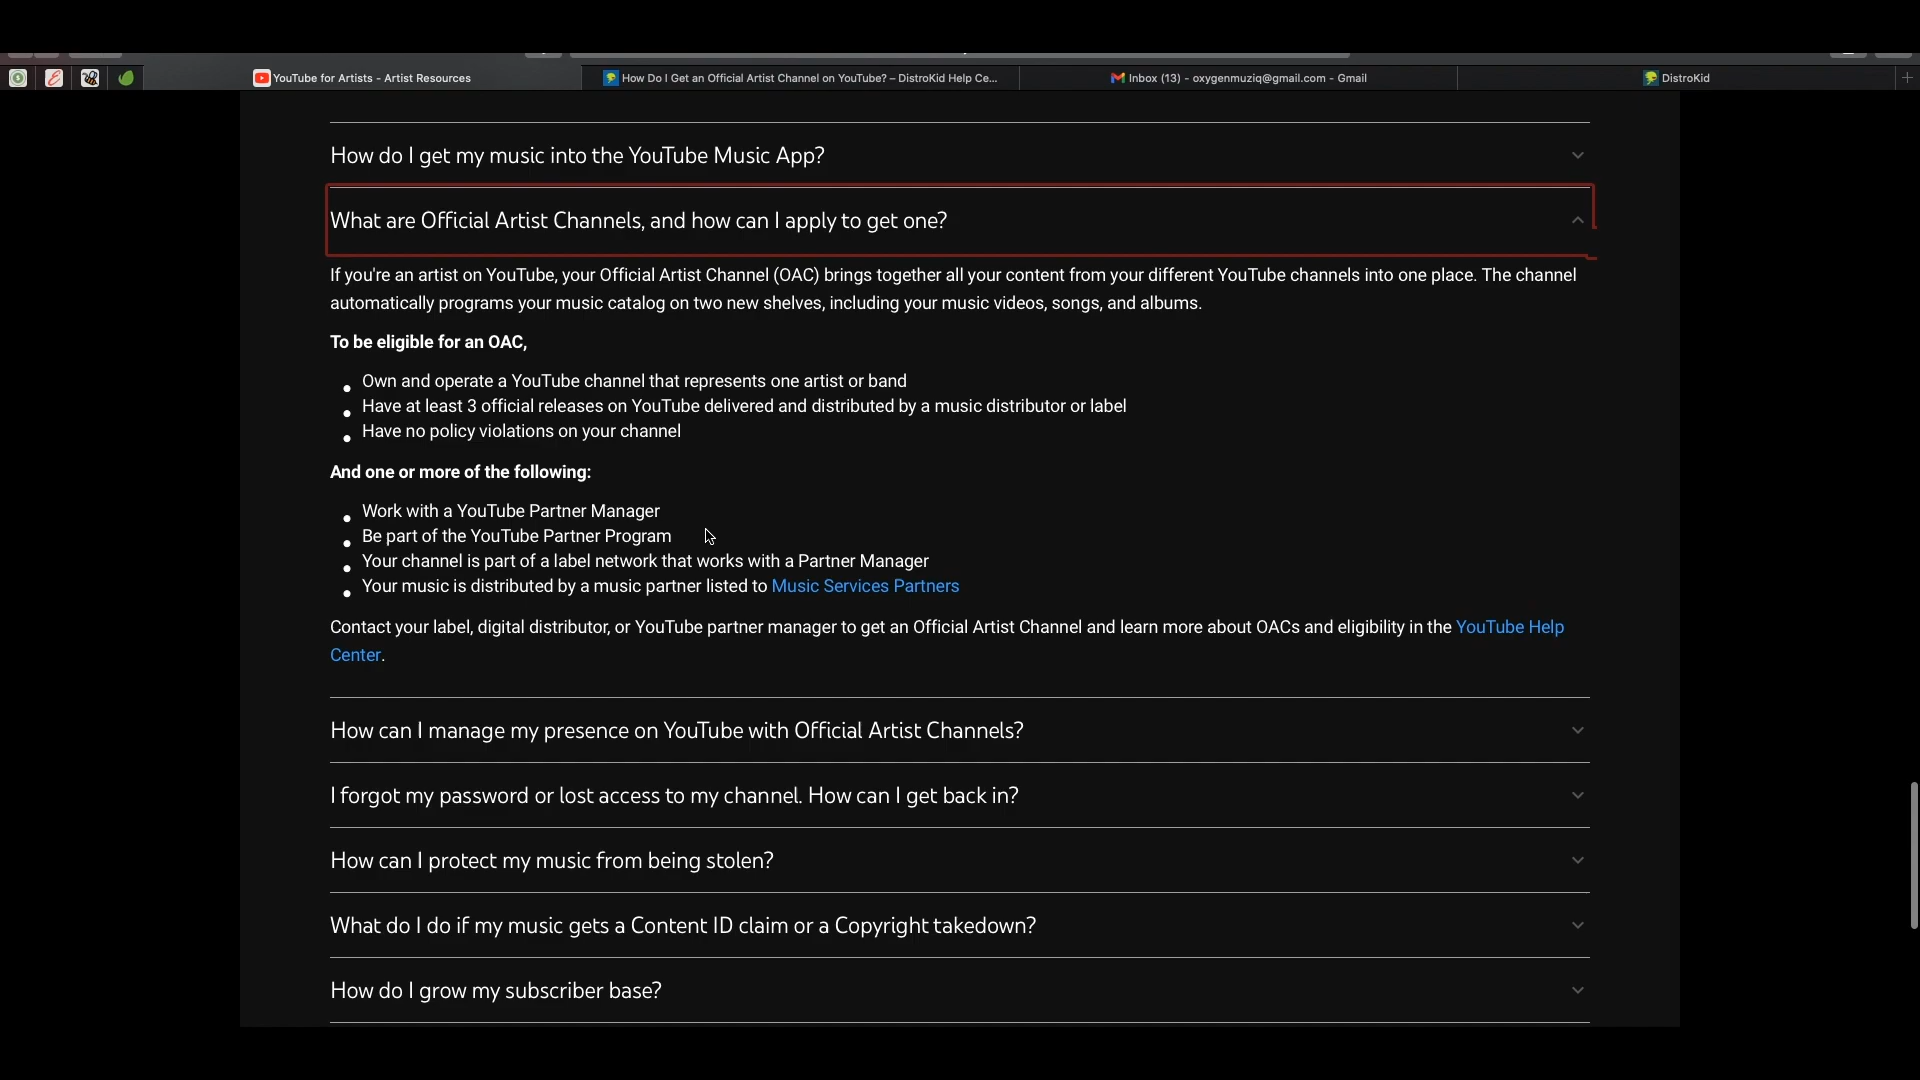 YouTube for Artists - Artist Resources
How Do I Get an Official Artist Channel on YouTube? – DistroKid Help Ce...
Inbox (13) - oxygenmuziq@gmail.com - Gmail
DistroKid
How do I get my music into the YouTube Music App?
What are Official Artist Channels, and how can I apply to get one?
If you're an artist on YouTube, your Official Artist Channel (OAC) brings together all your content from your different YouTube channels into one place. The channel
automatically programs your music catalog on two new shelves, including your music videos, songs, and albums.
To be eligible for an OAC,
Own and operate a YouTube channel that represents one artist or band
Have at least 3 official releases on YouTube delivered and distributed by a music distributor or label
Have no policy violations on your channel
And one or more of the following:
Work with a YouTube Partner Manager
Be part of the YouTube Partner Program
Your channel is part of a label network that works with a Partner Manager
Your music is distributed by a music partner listed to Music Services Partners
Contact your label, digital distributor, or YouTube partner manager to get an Official Artist Channel and learn more about OACs and eligibility in the YouTube Help
Center.
How can I manage my presence on YouTube with Official Artist Channels?
I forgot my password or lost access to my channel. How can I get back in?
How can I protect my music from being stolen?
What do I do if my music gets a Content ID claim or a Copyright takedown?
How do I grow my subscriber base?